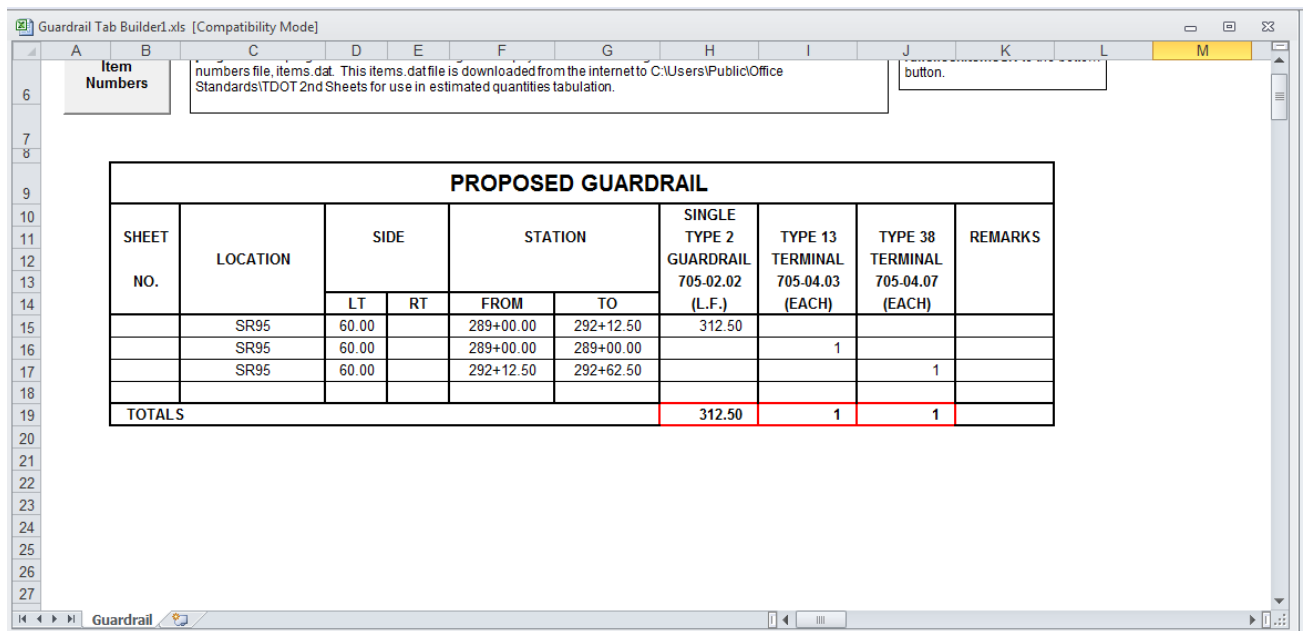 Guardrail Tab Builder1.xls [Compatibility Mode]
A B C D E F G H I J K L M
Item
Numbers
numbers file, items.dat. This items.dat file is downloaded from the internet to C:\Users\Public\Office
Standards\TDOT 2nd Sheets for use in estimated quantities tabulation.
button.
6
7
8
9 PROPOSED GUARDRAIL
10 SINGLE
11 SHEET SIDE STATION TYPE 2 TYPE 13 TYPE 38 REMARKS
12 LOCATION GUARDRAIL TERMINAL TERMINAL
13 NO. 705-02.02 705-04.03 705-04.07
14 LT RT FROM TO (L.F.) (EACH) (EACH)
15 SR95 60.00 289+00.00 292+12.50 312.50
16 SR95 60.00 289+00.00 289+00.00 1
17 SR95 60.00 292+12.50 292+62.50 1
18
19 TOTALS 312.50 1 1
20
21
22
23
24
25
26
27
Guardrail